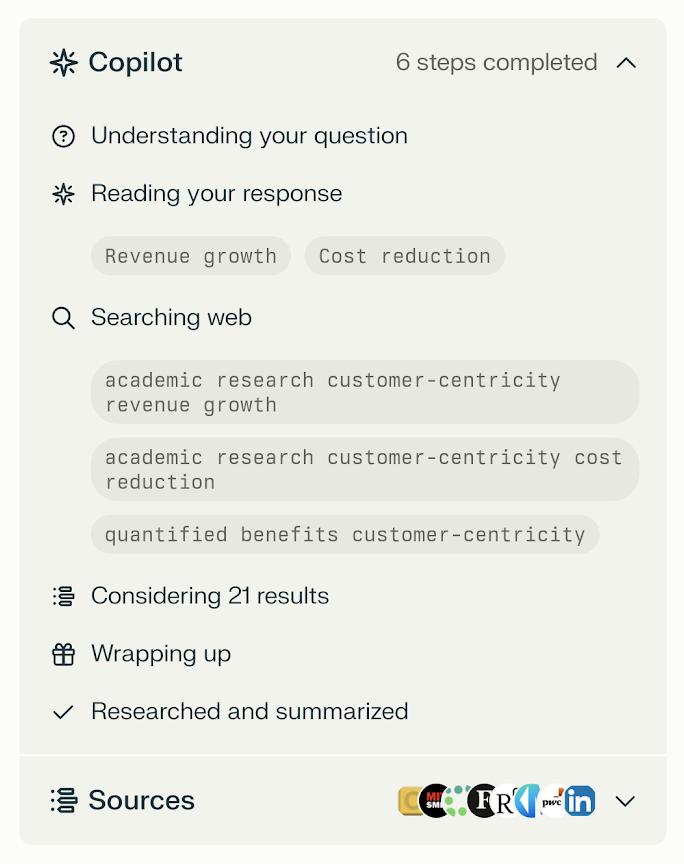 Copilot
6 steps completed
Understanding your question
Reading your response
Revenue growth
Cost reduction
Searching web
academic research customer-centricity
revenue growth
academic research customer-centricity cost
reduction
quantified benefits customer-centricity
Considering 21 results
Wrapping up
Researched and summarized
Sources
F
R
pwc
in